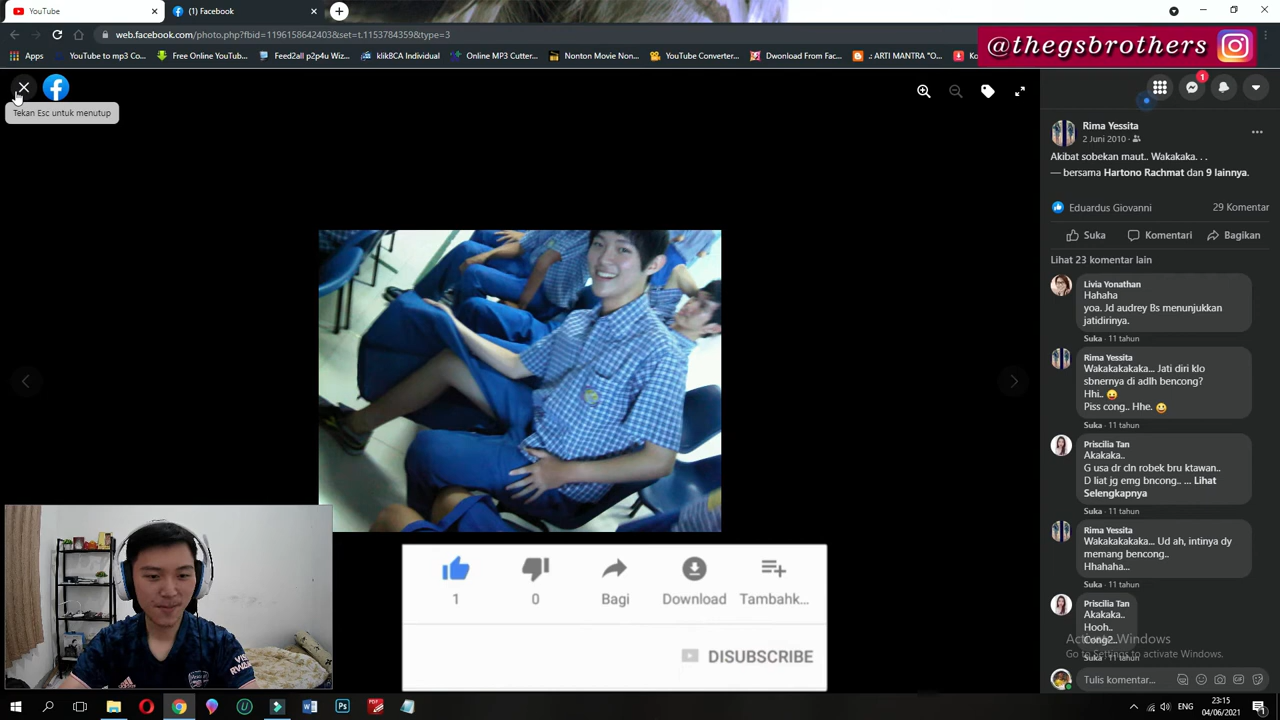 YouTube
(1) Facebook
web.facebook.com/photo.php?fbid=1196158642403&set=t.1153784359&type=3
Apps
YouTube to mp3 Co...
Free Online YouTub...
Feed2all p2p4u Wiz...
klikBCA Individual
Online MP3 Cutter...
Nonton Movie Non...
YouTube Converter...
Dwnload From Fac...
.: ARTI MANTRA "O...
@thegsbrothers
Tekan Esc untuk menutup
1
Rima Yessita
2 Juni 2010 ·
Akibat sobekan maut.. Wakakaka. . .
— bersama Hartono Rachmat dan 9 lainnya.
Eduardus Giovanni
29 Komentar
Suka
Komentari
Bagikan
Lihat 23 komentar lain
Livia Yonathan
Hahaha
yoa. Jd audrey Bs menunjukkan
jatidirinya.
Suka · 11 tahun
Rima Yessita
Wakakakakaka... Jati diri klo
sbnernya di adlh bencong?
Hhi.. 😝
Piss cong.. Hhe. 😀
Suka · 11 tahun
Priscilia Tan
Akakaka..
G usa dr cln robek bru ktawan..
D liat jg emg bncong.. ... Lihat
Selengkapnya
Suka · 11 tahun
Rima Yessita
Wakakakakaka... Ud ah, intinya dy
memang bencong..
Hhahaha...
Suka · 11 tahun
Priscilia Tan
Akakaka..
Hooh..
Cong?..
Suka · 11 tahun
Activate Windows
Go to Settings to activate Windows.
Tulis komentar...
1
0
Bagi
Download
Tambahk...
DISUBSCRIBE
ENG
23:15
04/06/2021